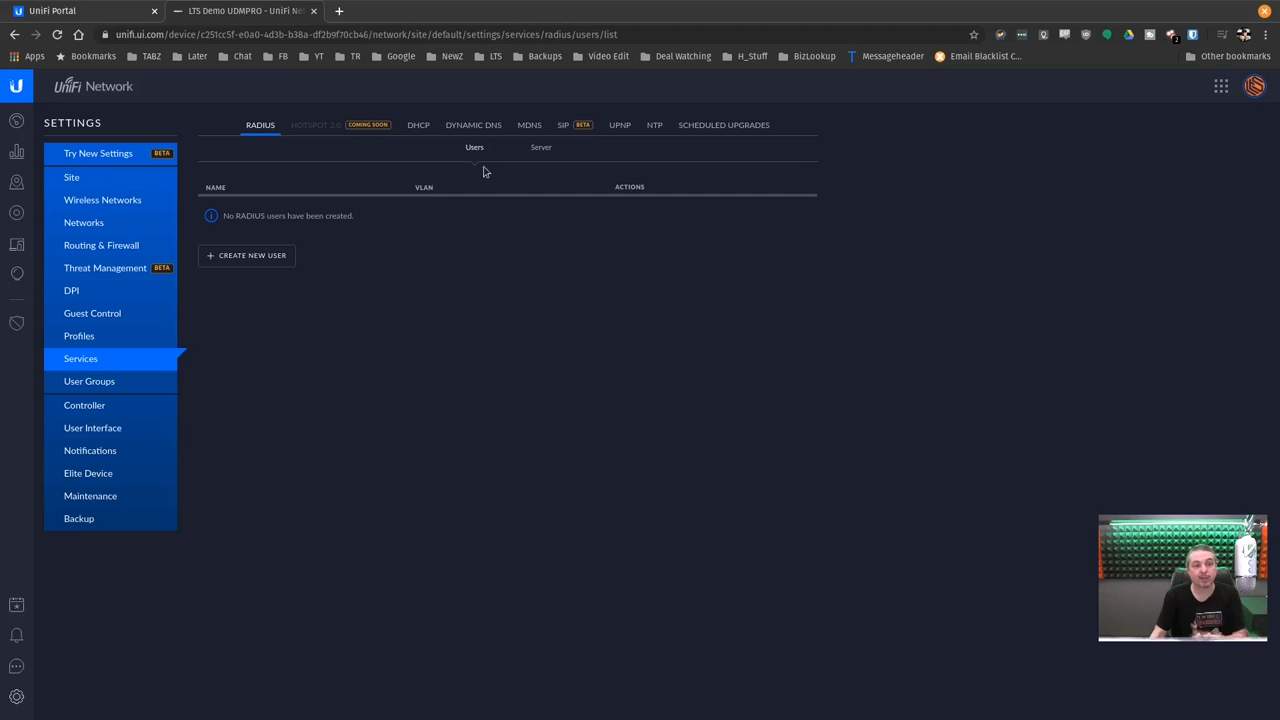 UniFi Portal
LTS Demo UDMPRO - UniFi Ne
unifi.ui.com/device/c251cc5f-e0a0-4d3b-b38a-df2b9f70cb46/network/site/default/settings/services/radius/users/list
Apps Bookmarks TABZ Later Chat FB YT TR Google NewZ LTS Backups Video Edit Deal Watching H_Stuff BizLookup Messageheader Email Blacklist C... Other bookmarks
UniFi Network
SETTINGS
Try New Settings BETA
Site
Wireless Networks
Networks
Routing & Firewall
Threat Management BETA
DPI
Guest Control
Profiles
Services
User Groups
Controller
User Interface
Notifications
Elite Device
Maintenance
Backup
RADIUS HOTSPOT 2.0 COMING SOON DHCP DYNAMIC DNS MDNS SIP BETA UPNP NTP SCHEDULED UPGRADES
Users Server
NAME VLAN ACTIONS
No RADIUS users have been created.
+ CREATE NEW USER